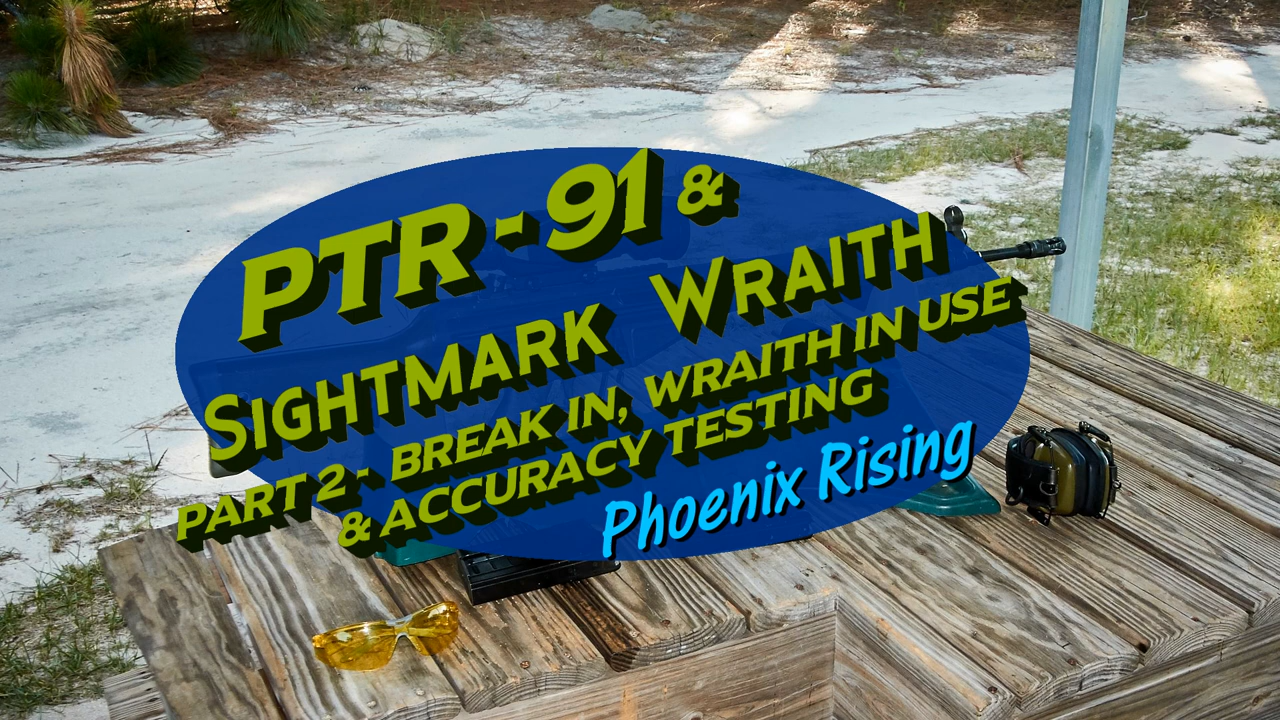 PTR-91 &
Sightmark Wraith
PART 2 - BREAK IN, WRAITH IN USE
& ACCURACY TESTING
Phoenix Rising